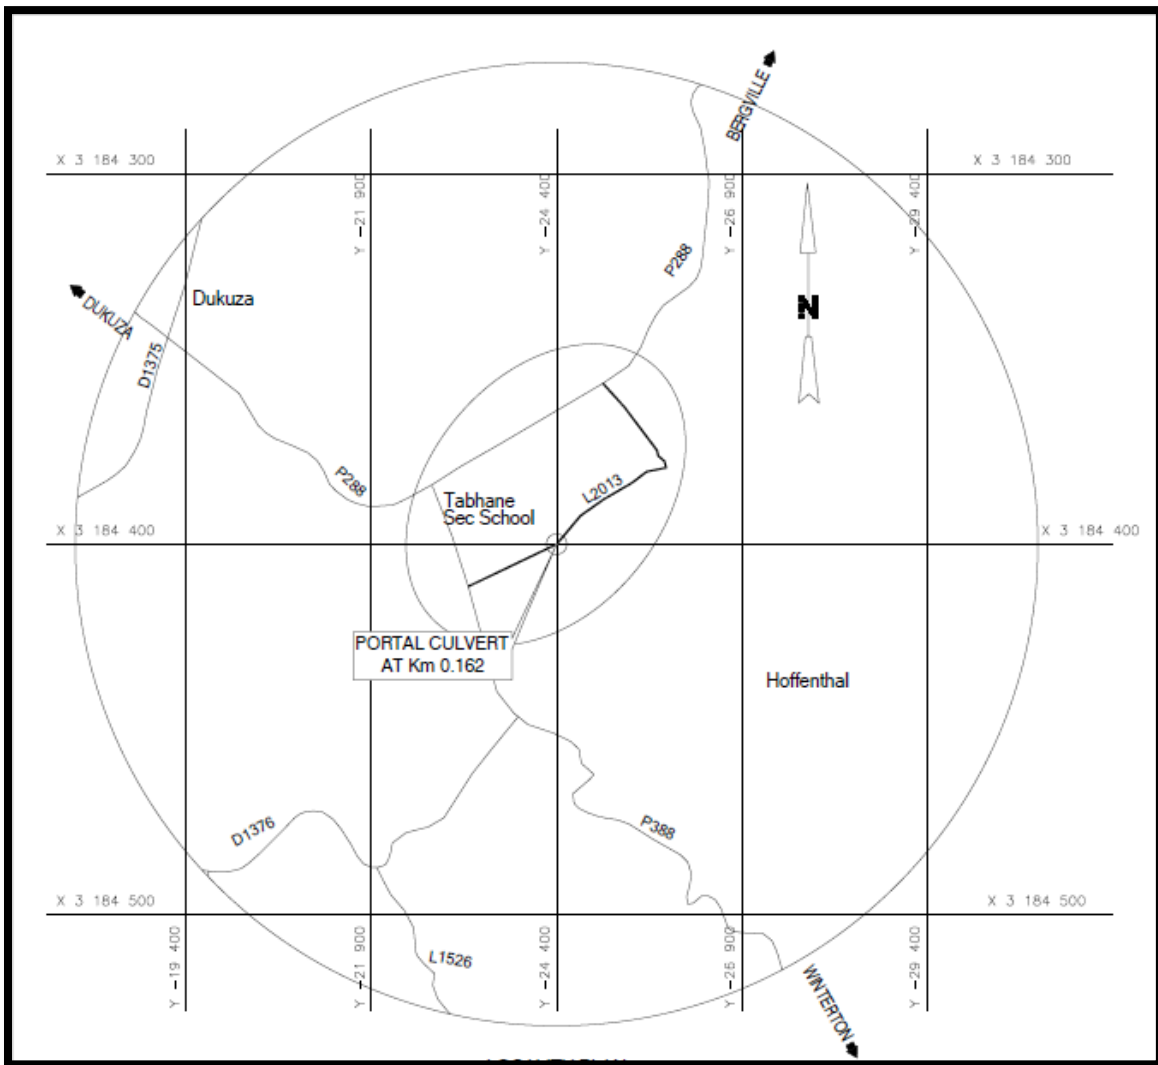 BERGVILLE
X 3 184 300
X 3 184 300
Y -21 900
Y -24 400
Y -26 900
Y -29 400
P288
N
Dukuza
DUKUZA
D1375
P288
L2013
Tabhane
Sec School
X 3 184 400
X 3 184 400
PORTAL CULVERT
AT Km 0.162
Hoffenthal
D1376
P388
X 3 184 500
X 3 184 500
Y -19 400
Y -21 900
Y -24 400
Y -26 900
Y -29 400
L1526
WINTERTON